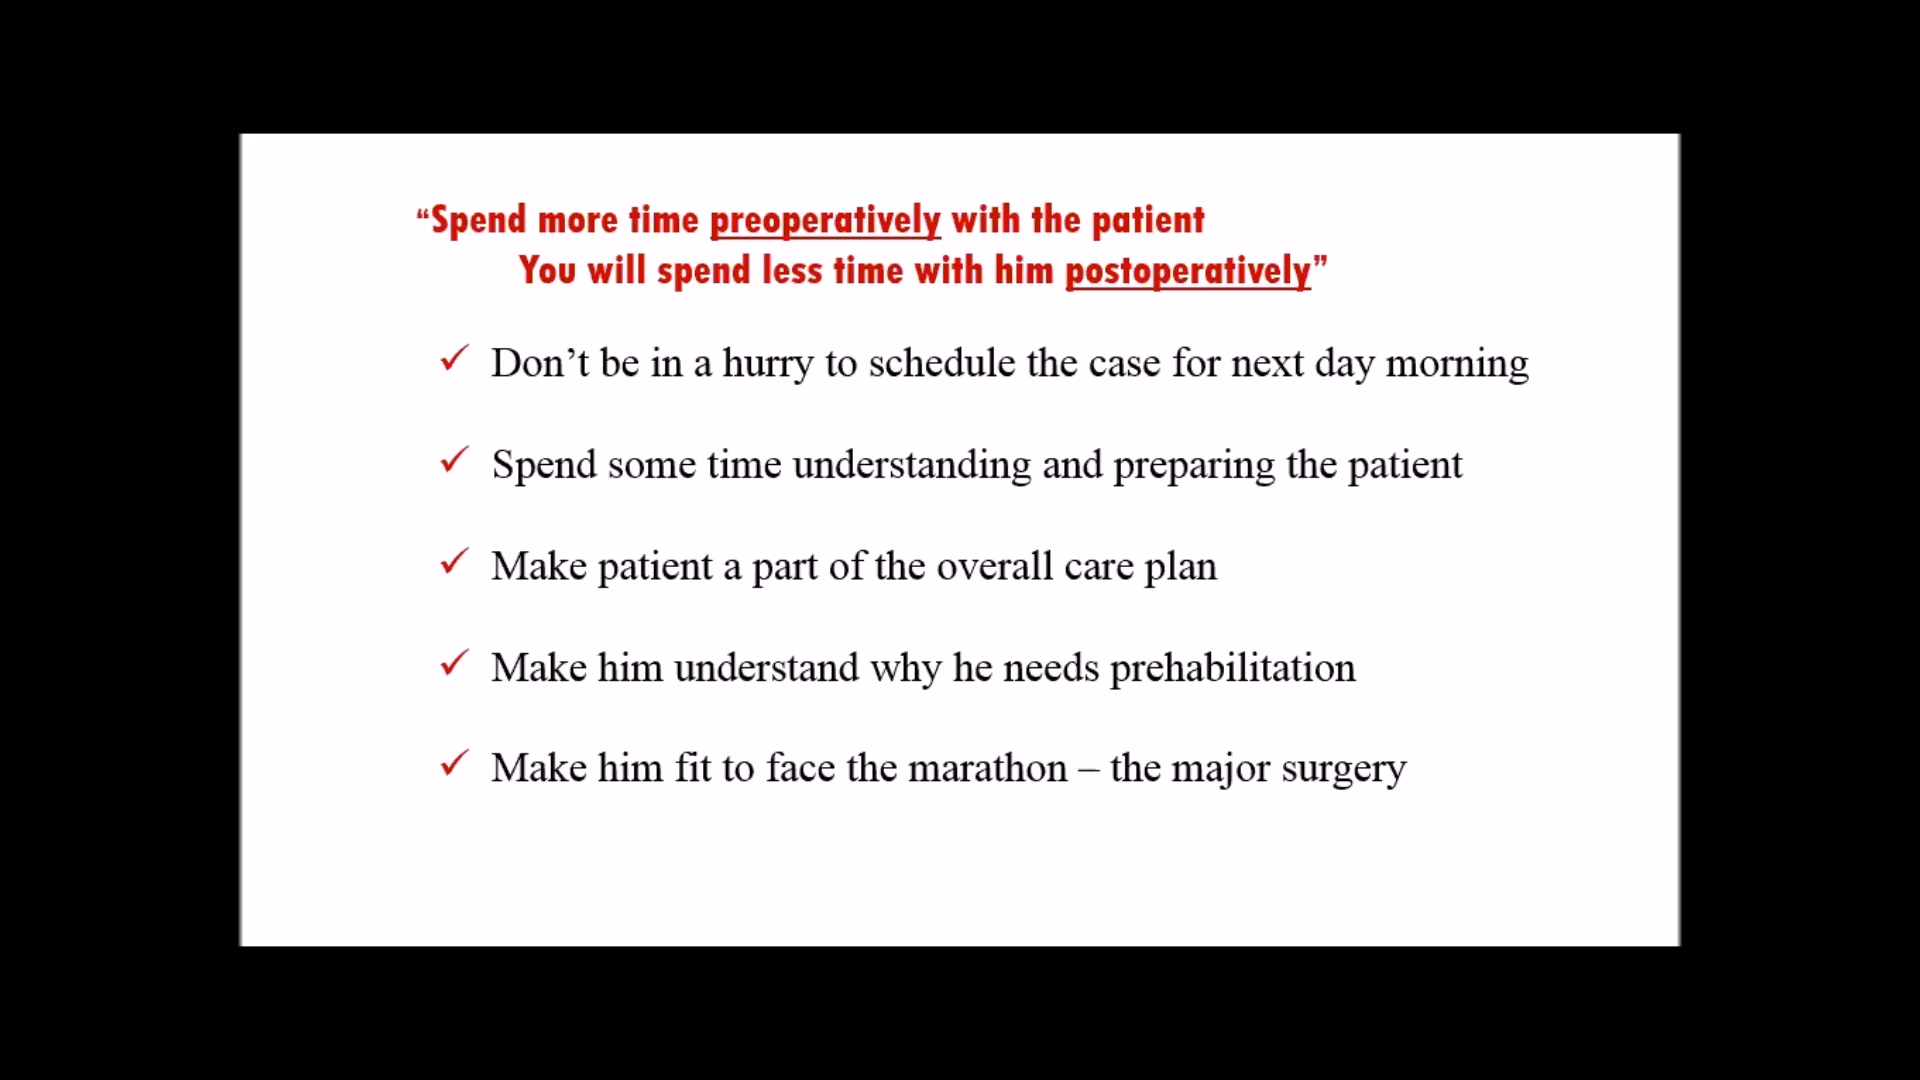 “Spend more time preoperatively with the patient
You will spend less time with him postoperatively”
✓ Don’t be in a hurry to schedule the case for next day morning
✓ Spend some time understanding and preparing the patient
✓ Make patient a part of the overall care plan
✓ Make him understand why he needs prehabilitation
✓ Make him fit to face the marathon – the major surgery